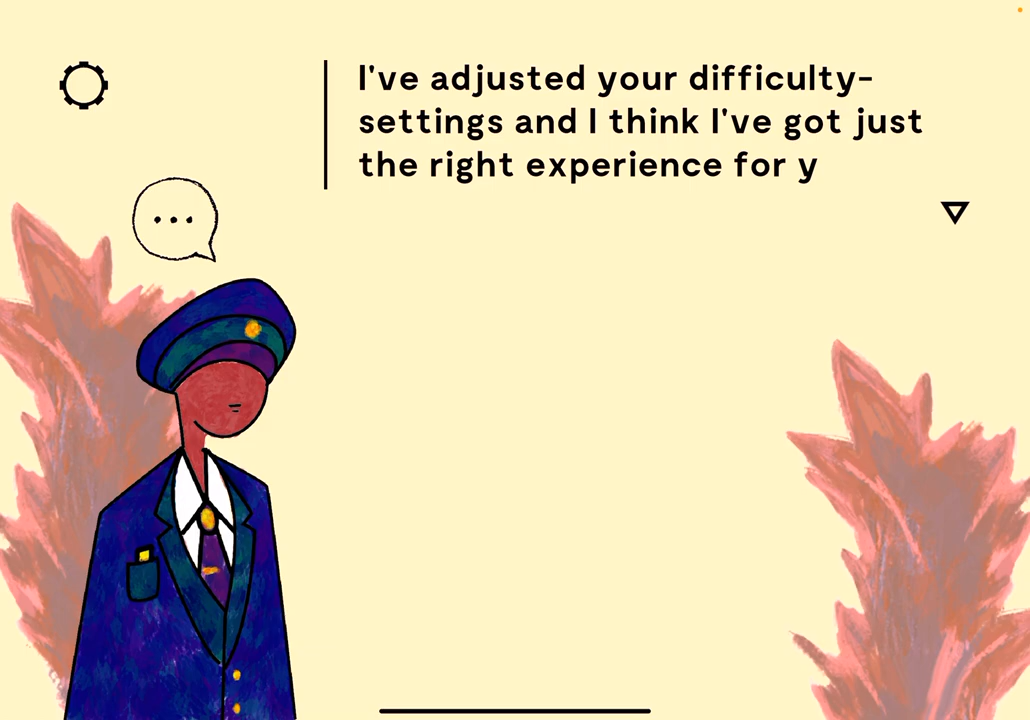 I've adjusted your difficulty-
settings and I think I've got just
the right experience for y